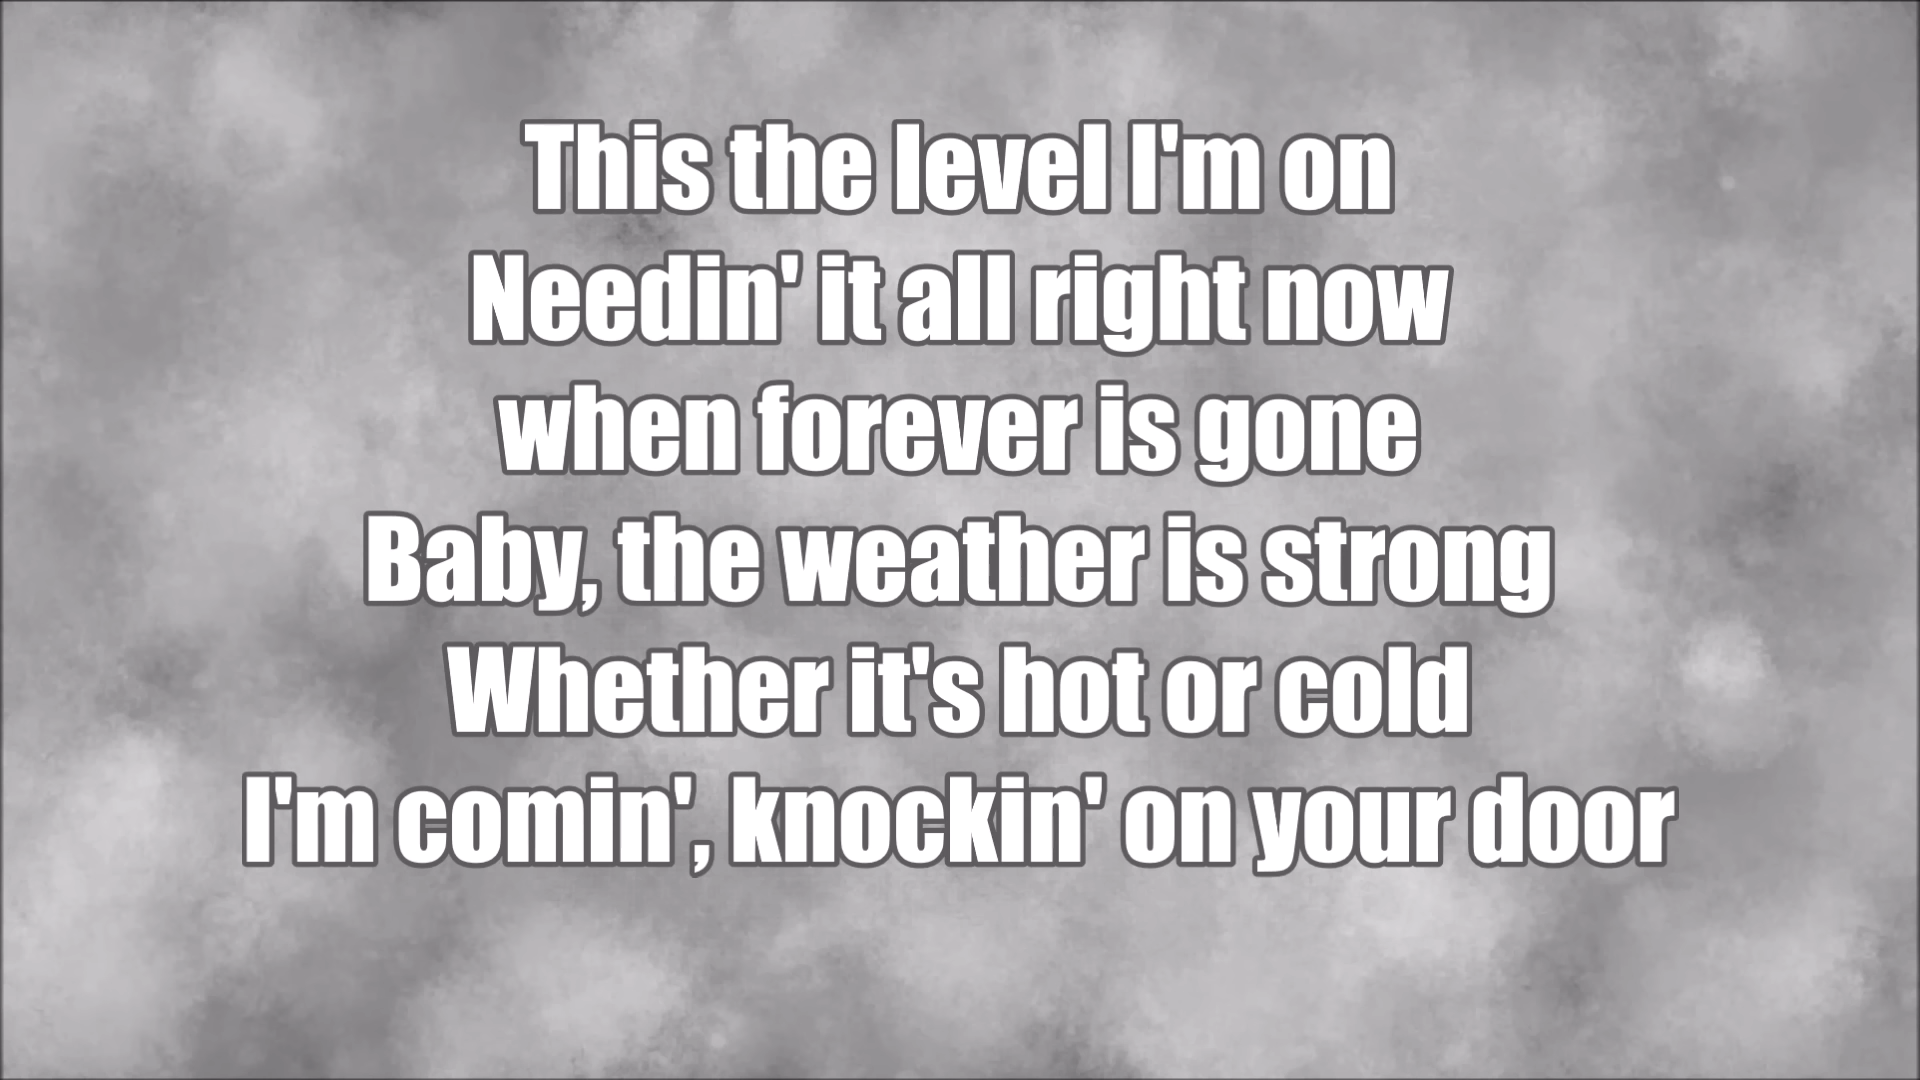 This the level I'm on
Needin' it all right now
when forever is gone
Baby, the weather is strong
Whether it's hot or cold
I'm comin', knockin' on your door